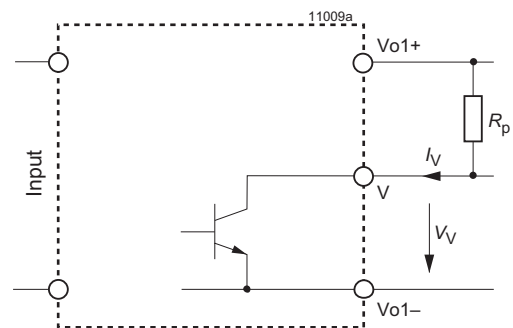 11009a
Vo1+
Rp
IV
Input
V
VV
Vo1–